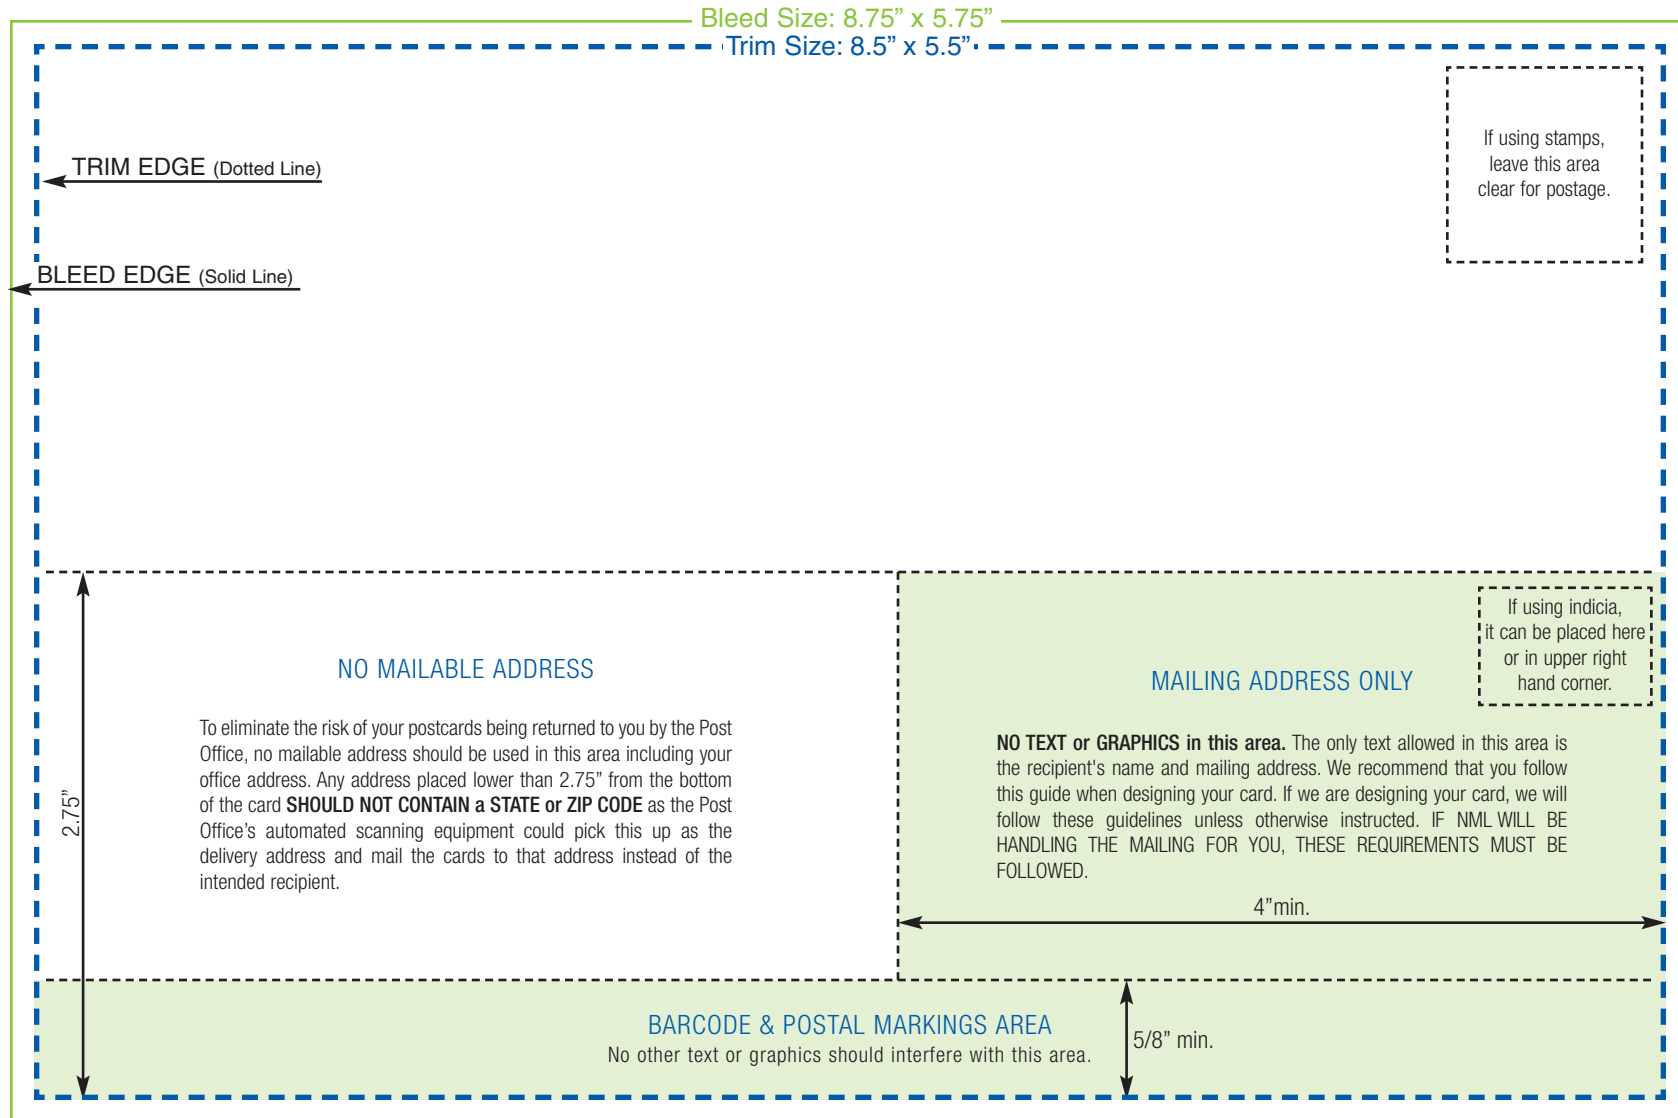 Bleed Size: 8.75” x 5.75”
Trim Size: 8.5” x 5.5”
If using stamps,
leave this area
clear for postage.
TRIM EDGE (Dotted Line)
BLEED EDGE (Solid Line)
2.75”
NO MAILABLE ADDRESS
To eliminate the risk of your postcards being returned to you by the Post
Office, no mailable address should be used in this area including your
office address. Any address placed lower than 2.75” from the bottom
of the card SHOULD NOT CONTAIN a STATE or ZIP CODE as the Post
Office’s automated scanning equipment could pick this up as the
delivery address and mail the cards to that address instead of the
intended recipient.
If using indicia,
it can be placed here
or in upper right
hand corner.
MAILING ADDRESS ONLY
NO TEXT or GRAPHICS in this area. The only text allowed in this area is
the recipient's name and mailing address. We recommend that you follow
this guide when designing your card. If we are designing your card, we will
follow these guidelines unless otherwise instructed. IF NML WILL BE
HANDLING THE MAILING FOR YOU, THESE REQUIREMENTS MUST BE
FOLLOWED.
4”min.
BARCODE & POSTAL MARKINGS AREA
No other text or graphics should interfere with this area.
5/8” min.